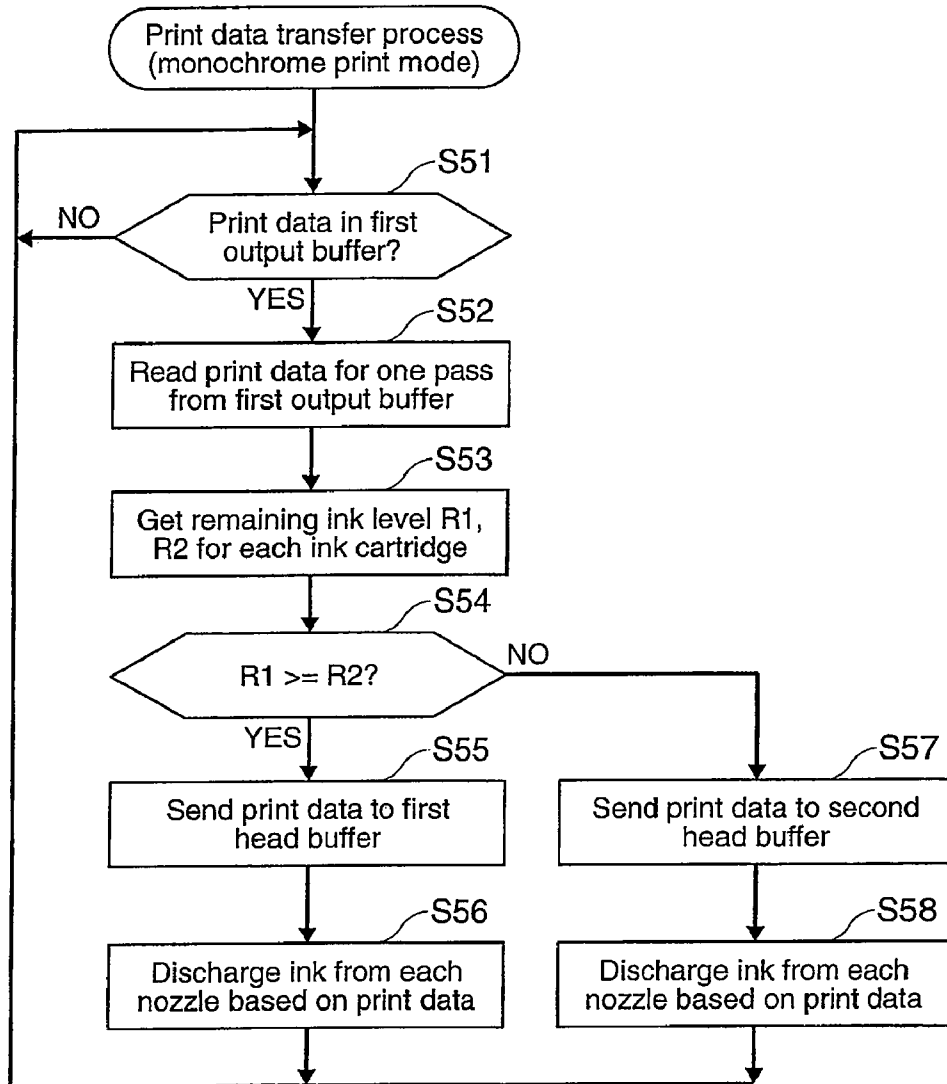 Print data transfer process
(monochrome print mode)
S51
NO
Print data in first
output buffer?
YES
S52
Read print data for one pass
from first output buffer
S53
Get remaining ink level R1,
R2 for each ink cartridge
S54
R1 >= R2?
NO
YES
S55
Send print data to first
head buffer
S57
Send print data to second
head buffer
S56
Discharge ink from each
nozzle based on print data
S58
Discharge ink from each
nozzle based on print data